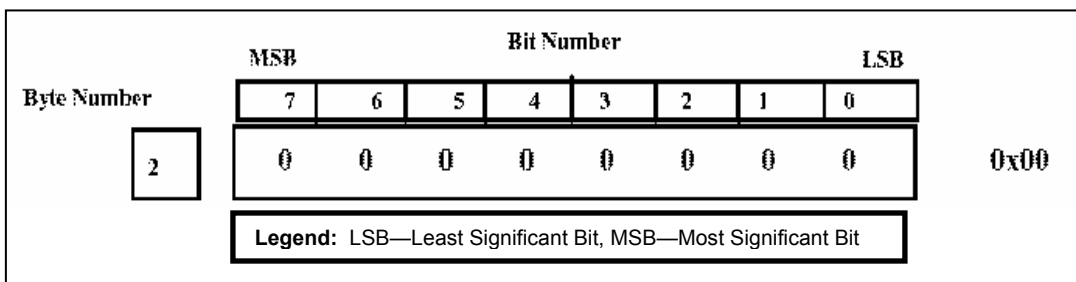 Bit Number
MSB LSB
Byte Number 7 6 5 4 3 2 1 0
2 0 0 0 0 0 0 0 0 0x00
Legend: LSB—Least Significant Bit, MSB—Most Significant Bit